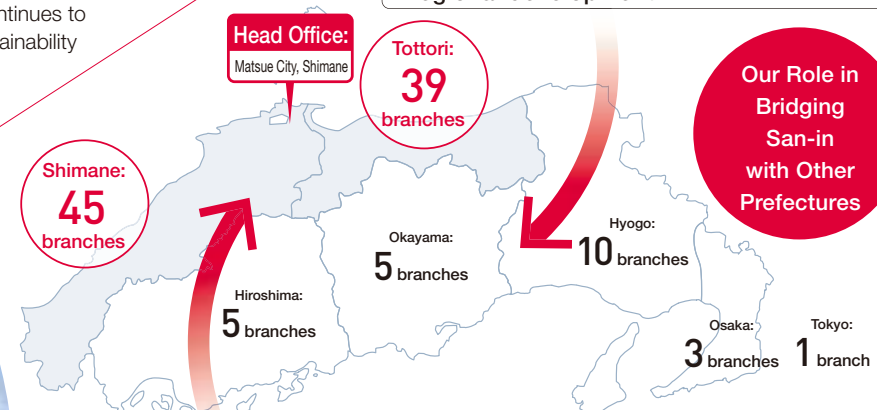 ntinues to
ainability
Head Office:
Matsue City, Shimane
Tottori:
39
branches
Our Role in
Bridging
San-in
with Other
Prefectures
Shimane:
45
branches
Hyogo:
10 branches
Okayama:
5 branches
Hiroshima:
5 branches
Osaka:
3 branches
Tokyo:
1 branch